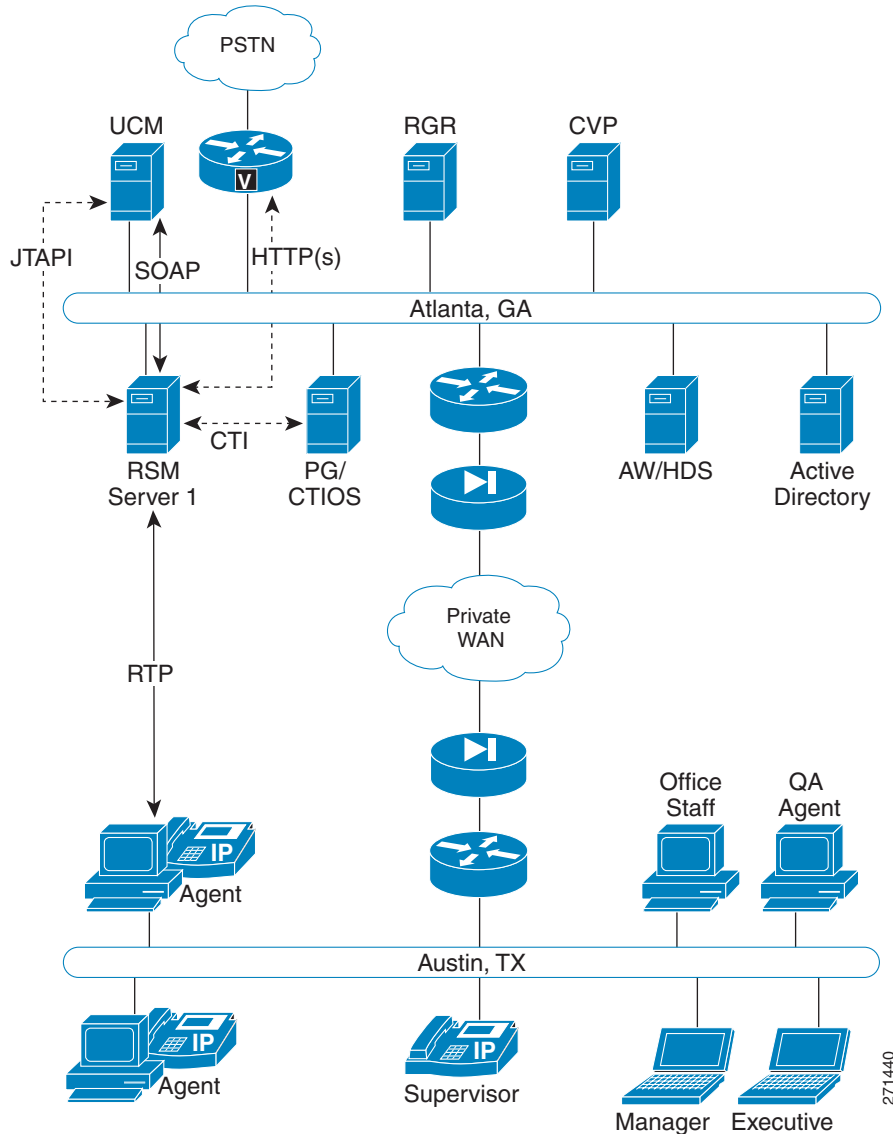 PSTN
UCM
RGR
CVP
V
JTAPI
SOAP
HTTP(s)
Atlanta, GA
CTI
RSM
Server 1
PG/
CTIOS
AW/HDS
Active
Directory
Private
WAN
RTP
Office
Staff
QA
Agent
IP
Agent
Austin, TX
IP
Agent
IP
Supervisor
Manager
Executive
271440